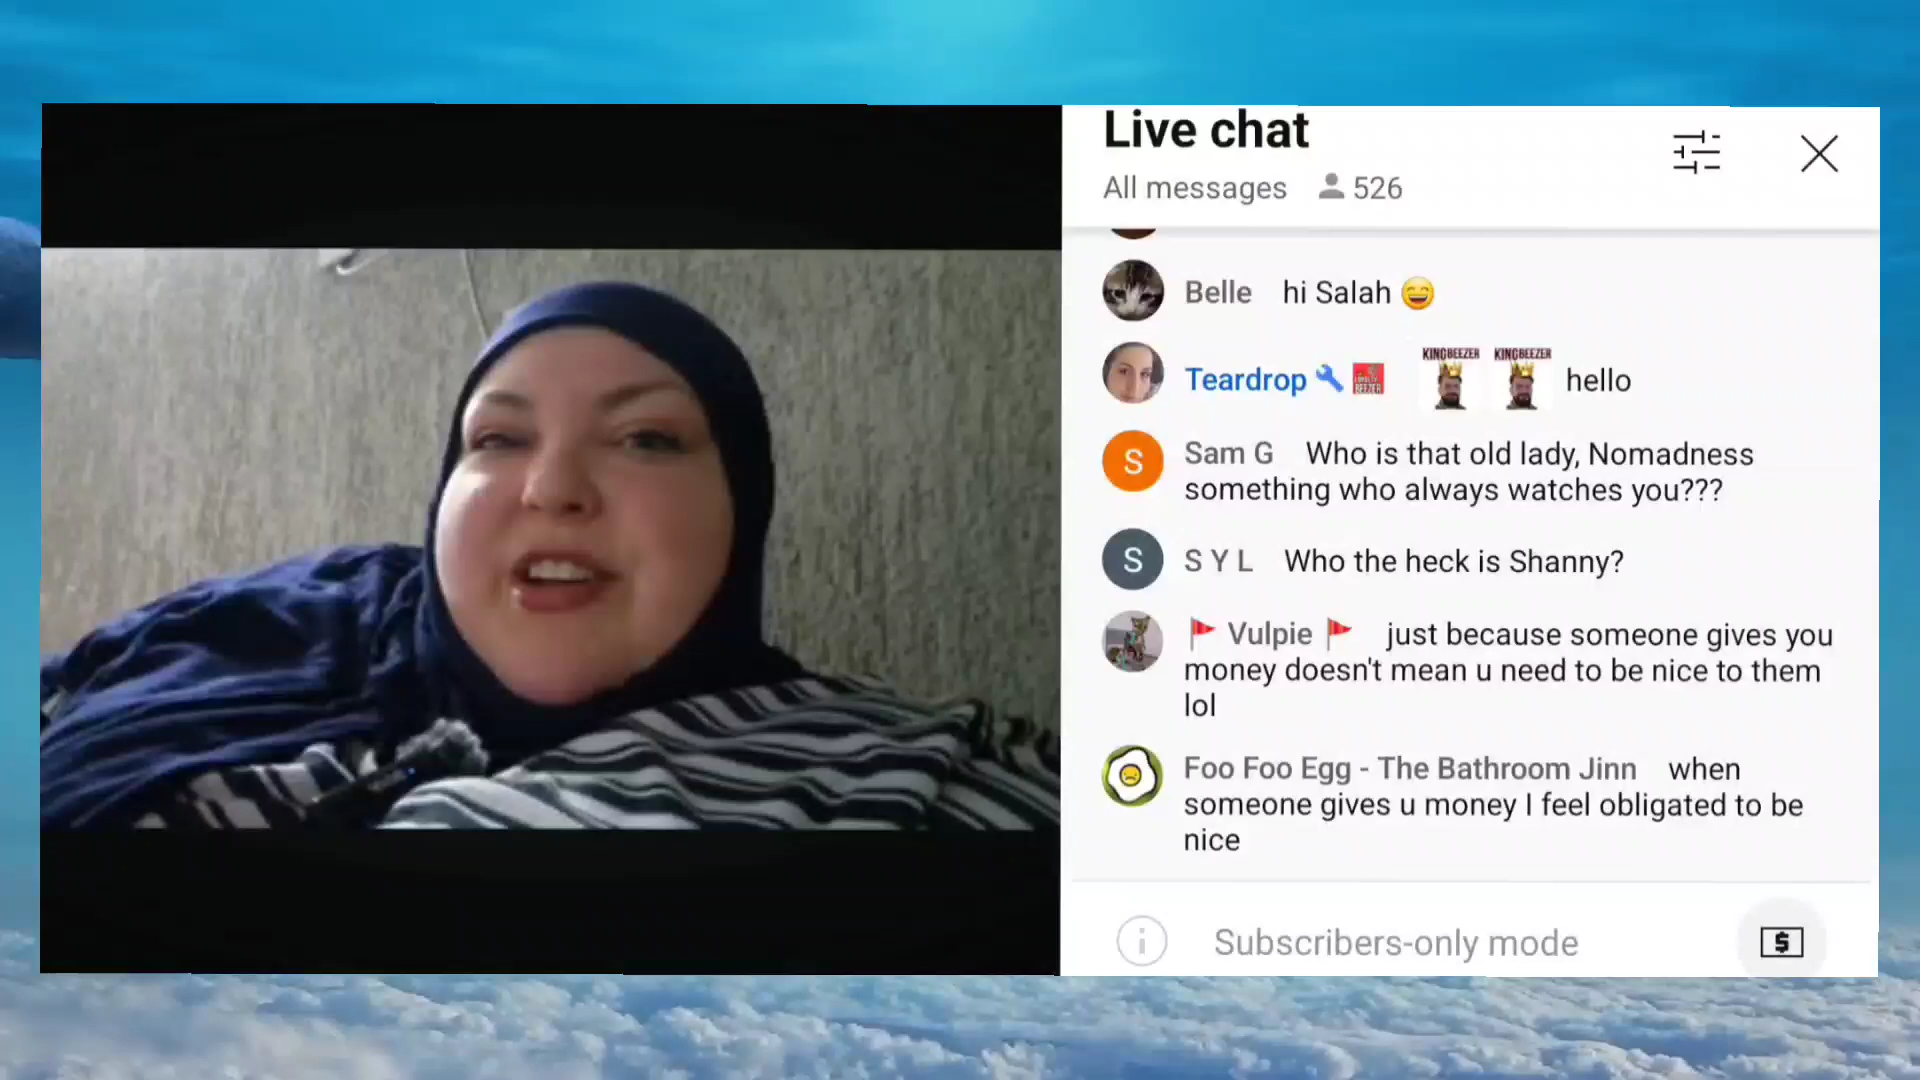 Live chat
All messages 526
Belle hi Salah
KINGBEEZER KINGBEEZER
Teardrop hello
Sam G Who is that old lady, Nomadness
something who always watches you???
S Y L Who the heck is Shanny?
Vulpie just because someone gives you
money doesn't mean u need to be nice to them
lol
Foo Foo Egg - The Bathroom Jinn when
someone gives u money I feel obligated to be
nice
Subscribers-only mode